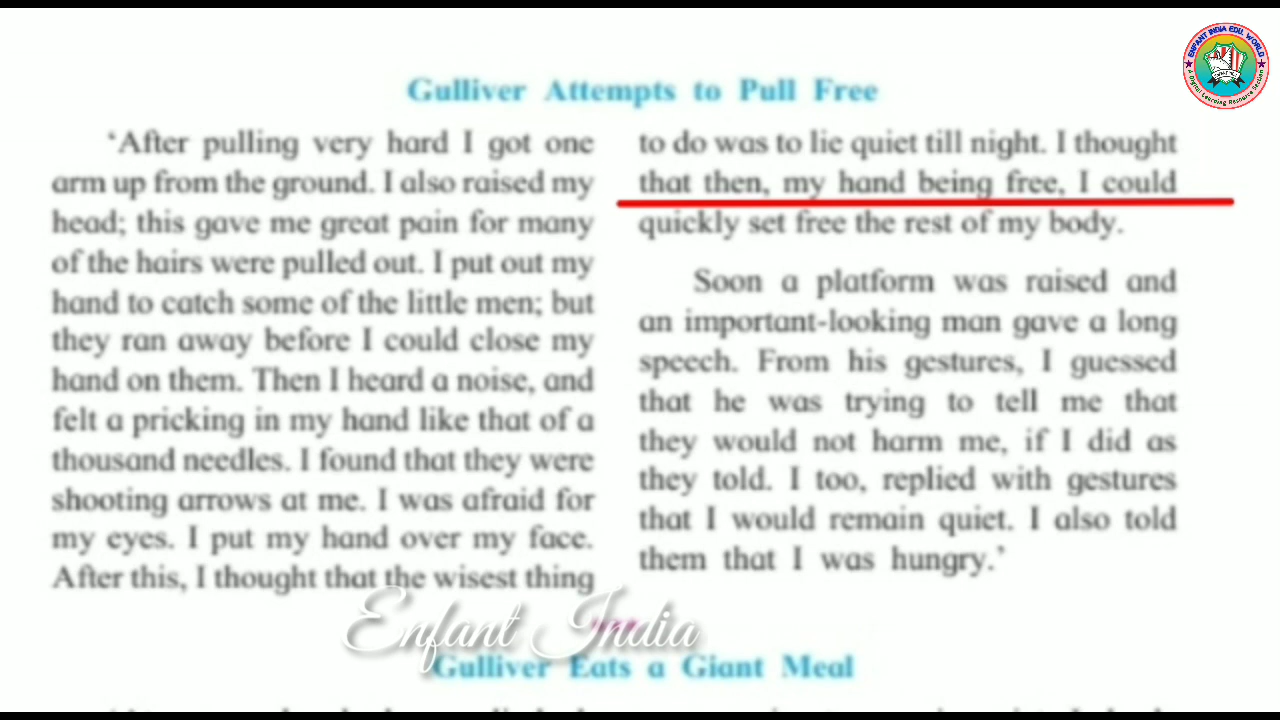 ENFANT INDIA EDU. WORLD
A Digital Learning Resource Section
Gulliver Attempts to Pull Free
‘After pulling very hard I got one
arm up from the ground. I also raised my
head; this gave me great pain for many
of the hairs were pulled out. I put out my
hand to catch some of the little men; but
they ran away before I could close my
hand on them. Then I heard a noise, and
felt a pricking in my hand like that of a
thousand needles. I found that they were
shooting arrows at me. I was afraid for
my eyes. I put my hand over my face.
After this, I thought that the wisest thing
to do was to lie quiet till night. I thought
that then, my hand being free, I could
quickly set free the rest of my body.
Soon a platform was raised and
an important-looking man gave a long
speech. From his gestures, I guessed
that he was trying to tell me that
they would not harm me, if I did as
they told. I too, replied with gestures
that I would remain quiet. I also told
them that I was hungry.’
Enfant India
Gulliver Eats a Giant Meal